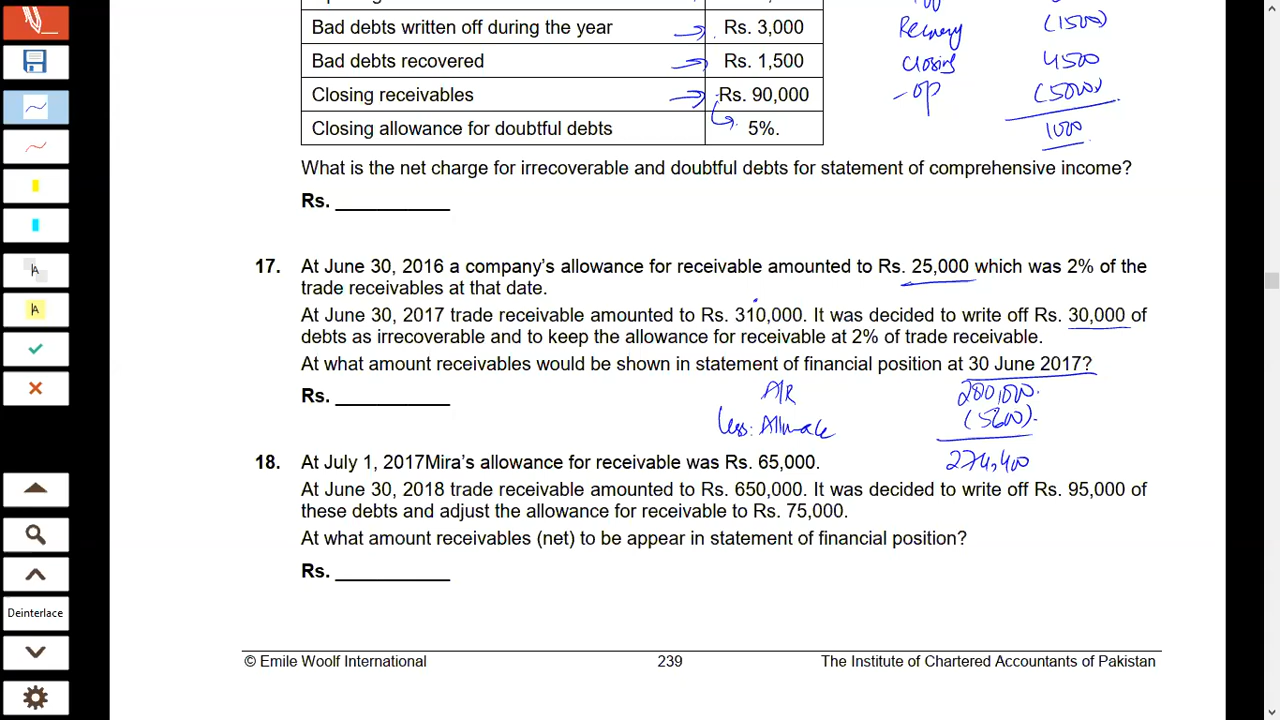 Bad debts written off during the year Rs. 3,000
Recovery (1500)
Bad debts recovered Rs. 1,500
Closing 4500
Closing receivables Rs. 90,000
-op (5000)
Closing allowance for doubtful debts 5%.
1000
What is the net charge for irrecoverable and doubtful debts for statement of comprehensive income?
Rs. ___________
17. At June 30, 2016 a company's allowance for receivable amounted to Rs. 25,000 which was 2% of the
trade receivables at that date.
At June 30, 2017 trade receivable amounted to Rs. 310,000. It was decided to write off Rs. 30,000 of
debts as irrecoverable and to keep the allowance for receivable at 2% of trade receivable.
At what amount receivables would be shown in statement of financial position at 30 June 2017?
Rs. ___________
A/R 280,000.
less: Allowance (5600).
274,400
18. At July 1, 2017Mira's allowance for receivable was Rs. 65,000.
At June 30, 2018 trade receivable amounted to Rs. 650,000. It was decided to write off Rs. 95,000 of
these debts and adjust the allowance for receivable to Rs. 75,000.
At what amount receivables (net) to be appear in statement of financial position?
Rs. ___________
Deinterlace
© Emile Woolf International 239 The Institute of Chartered Accountants of Pakistan